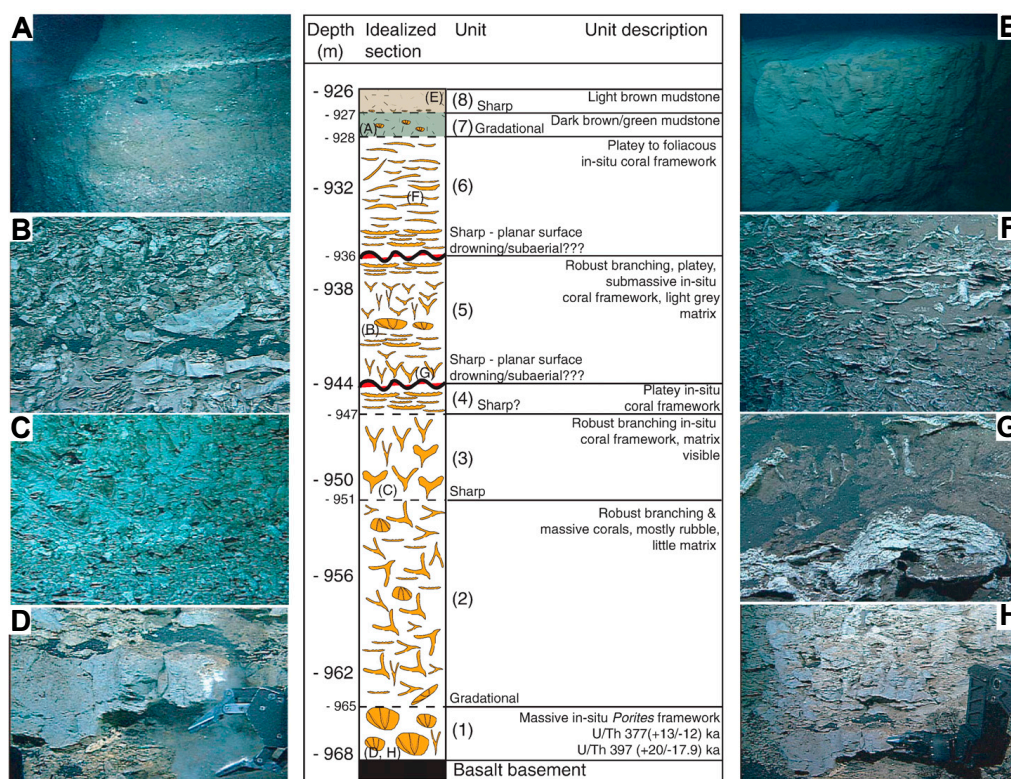 A
B
C
D
Depth
(m)
Idealized
section
Unit
Unit description
- 926
- 927
- 928
- 932
- 936
- 938
- 944
- 947
- 950
- 951
- 956
- 962
- 965
- 968
(E)
(A)
(F)
(B)
(G)
(C)
(D, H)
(8) Sharp
Light brown mudstone
(7) Gradational
Dark brown/green mudstone
Platey to foliacous
in-situ coral framework
(6)
Sharp - planar surface
drowning/subaerial???
Robust branching, platey,
submassive in-situ
coral framework, light grey
matrix
(5)
Sharp - planar surface
drowning/subaerial???
(4) Sharp?
Platey in-situ
coral framework
Robust branching in-situ
coral framework, matrix
visible
(3)
Sharp
Robust branching &
massive corals, mostly rubble,
little matrix
(2)
Gradational
(1)
Massive in-situ Porites framework
U/Th 377(+13/-12) ka
U/Th 397 (+20/-17.9) ka
Basalt basement
E
F
G
H